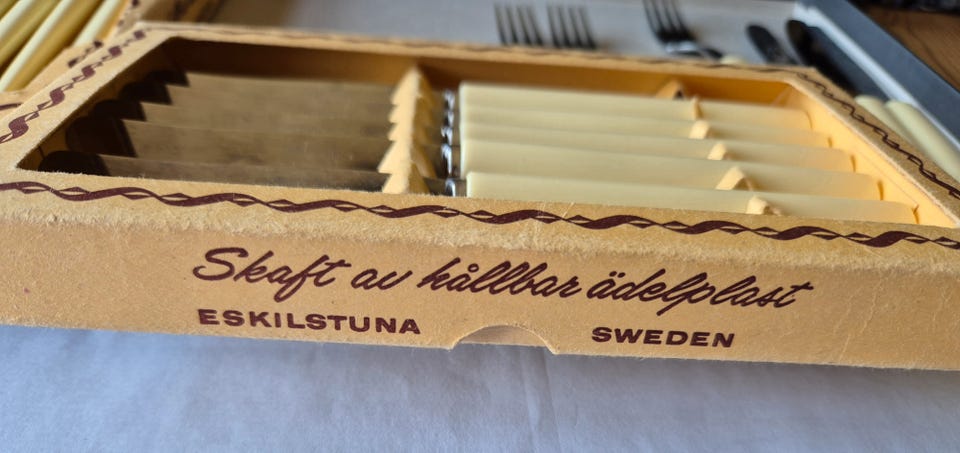 Skaft av hållbar ädelplast
ESKILSTUNA SWEDEN